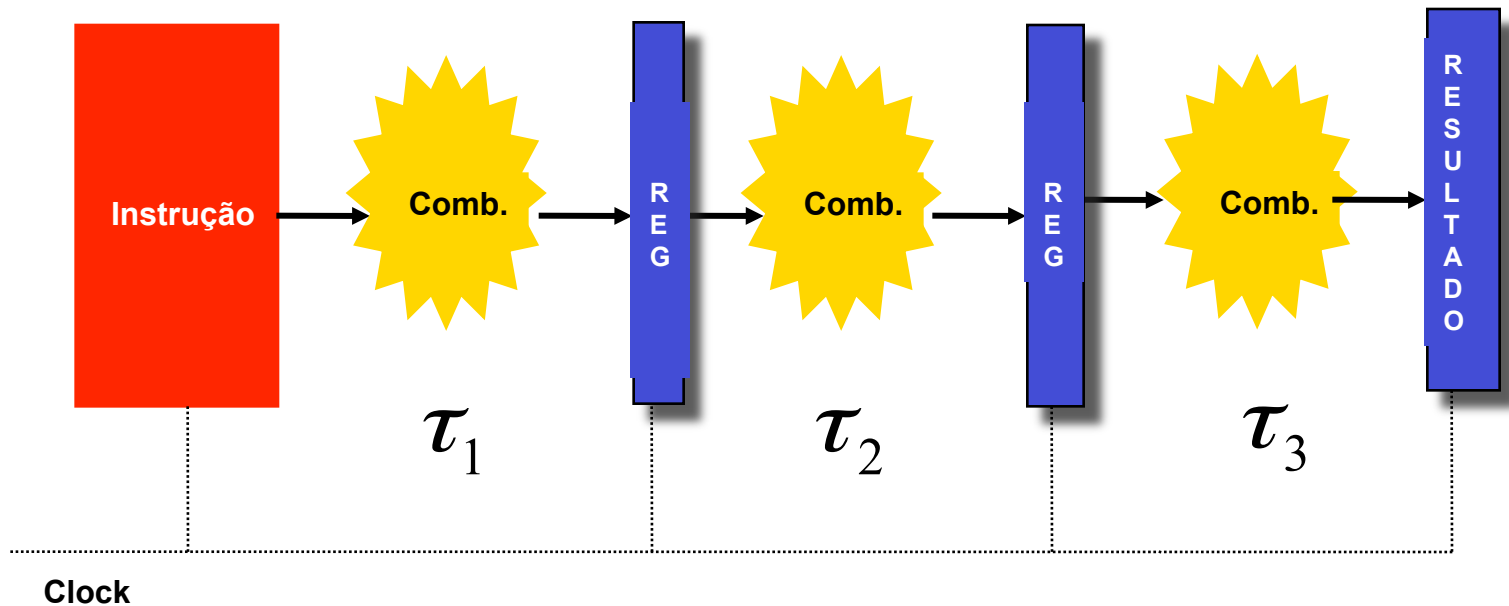 Instrução
Comb.
REG
Comb.
REG
Comb.
RESULTADO
τ1
τ2
τ3
Clock